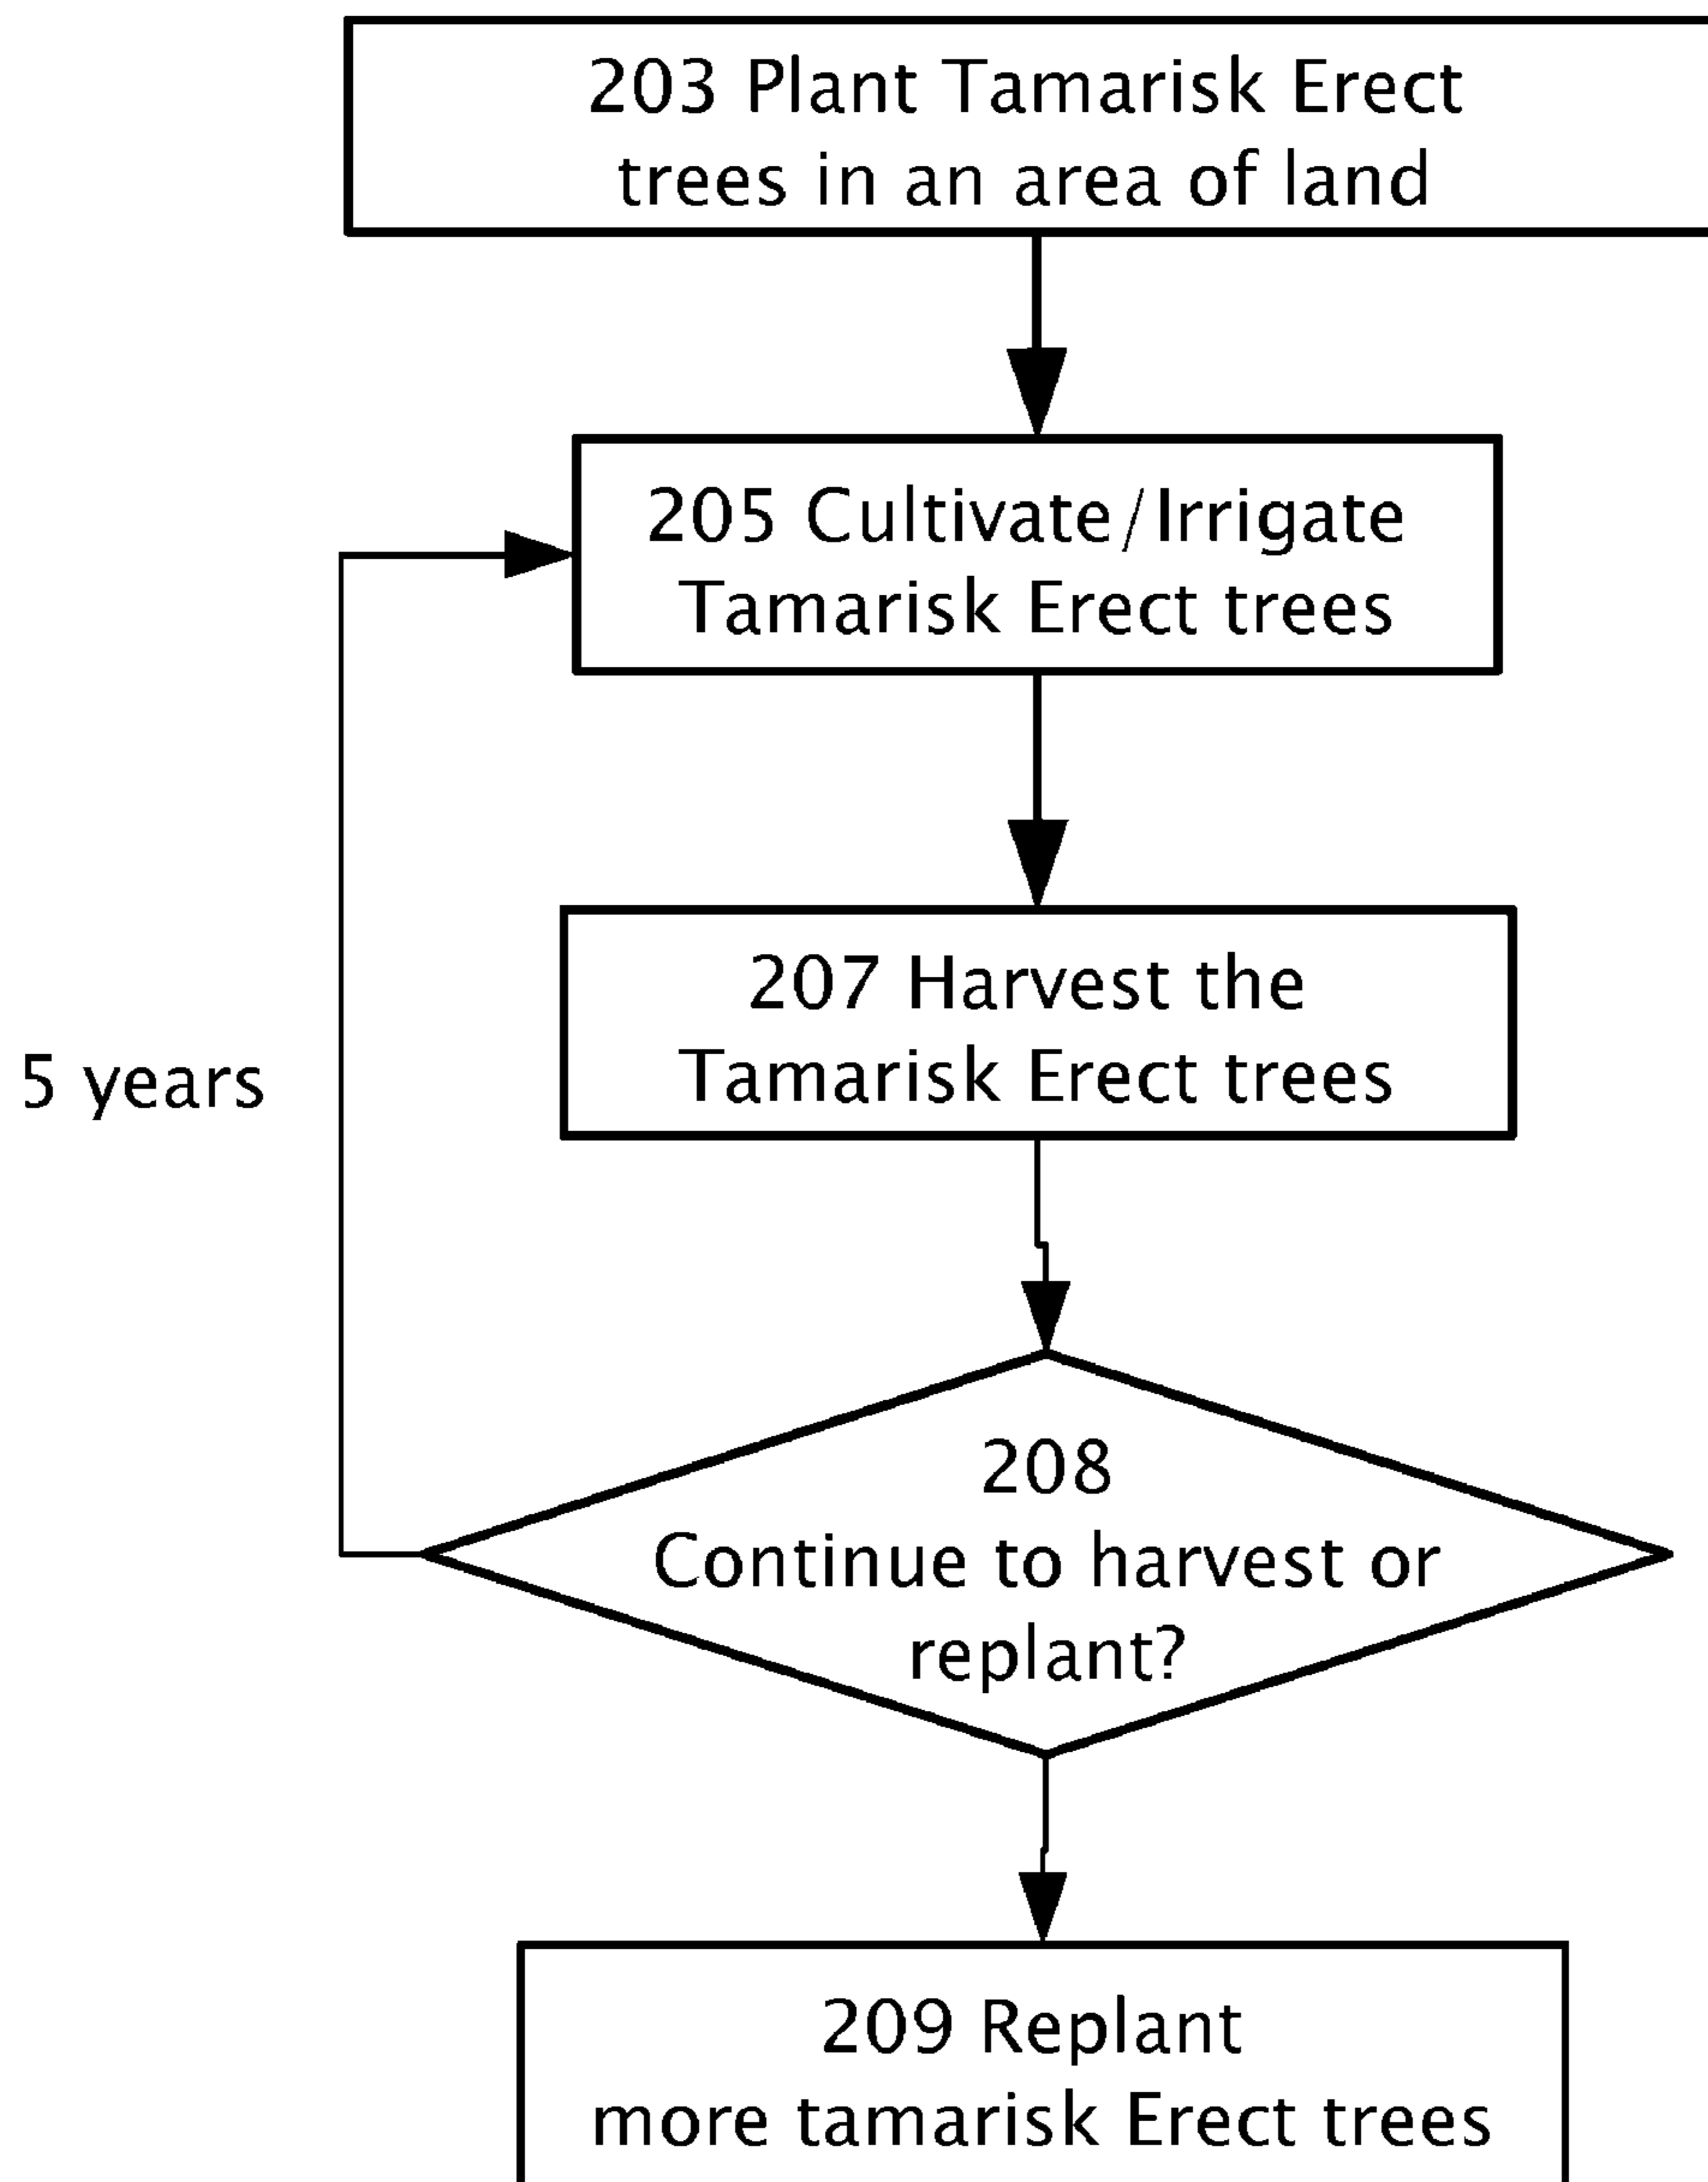 203 Plant Tamarisk Erect
trees in an area of land
205 Cultivate/Irrigate
Tamarisk Erect trees
207 Harvest the
Tamarisk Erect trees
5 years
208
Continue to harvest or
replant?
209 Replant
more tamarisk Erect trees